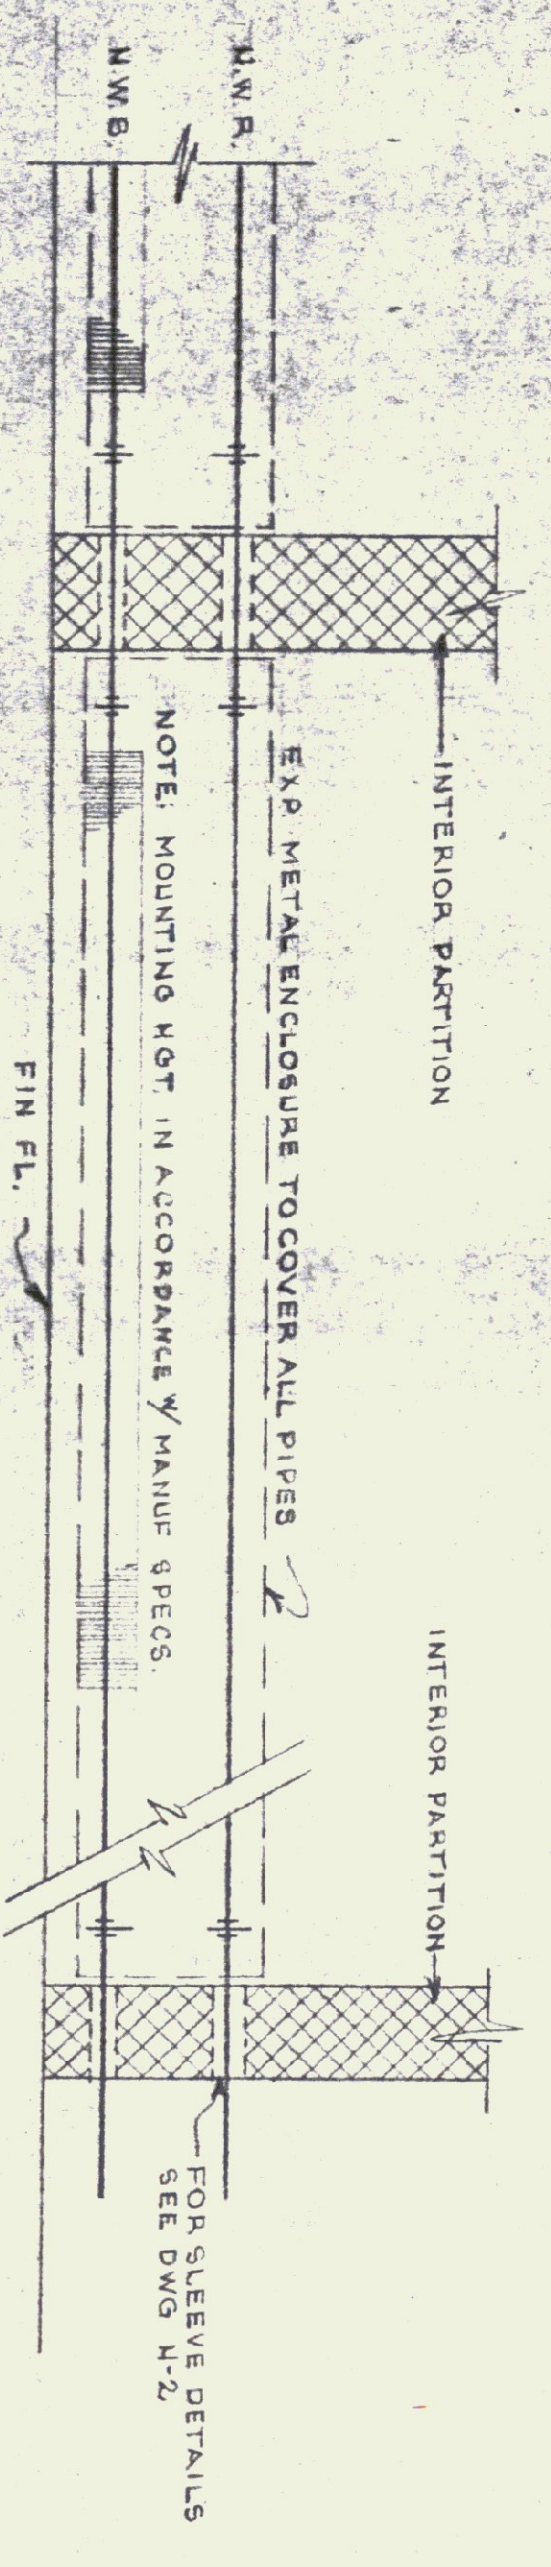 INTERIOR PARTITION
INTERIOR PARTITION
EXP. METAL ENCLOSURE TO COVER ALL PIPES
H.W.R.
NOTE: MOUNTING HGT. IN ACCORDANCE W/ MANUF SPECS.
H.W.S.
FOR SLEEVE DETAILS
SEE DWG H-2
FIN FL.